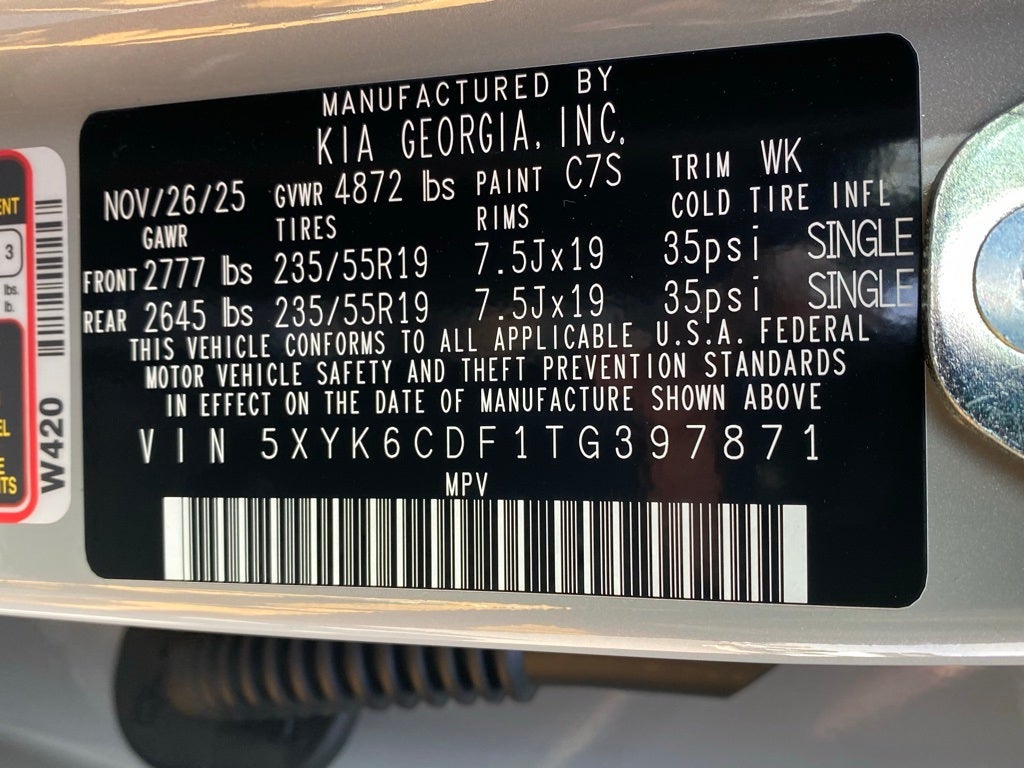 MANUFACTURED BY
KIA GEORGIA, INC.
NOV/26/25 GVWR 4872 lbs PAINT C7S TRIM WK
GAWR TIRES RIMS COLD TIRE INFL
FRONT 2777 lbs 235/55R19 7.5Jx19 35psi SINGLE
REAR 2645 lbs 235/55R19 7.5Jx19 35psi SINGLE
THIS VEHICLE CONFORMS TO ALL APPLICABLE U.S.A. FEDERAL
MOTOR VEHICLE SAFETY AND THEFT PREVENTION STANDARDS
IN EFFECT ON THE DATE OF MANUFACTURE SHOWN ABOVE
VIN 5XYK6CDF1TG397871
MPV
3
lbs.
lb.
W420